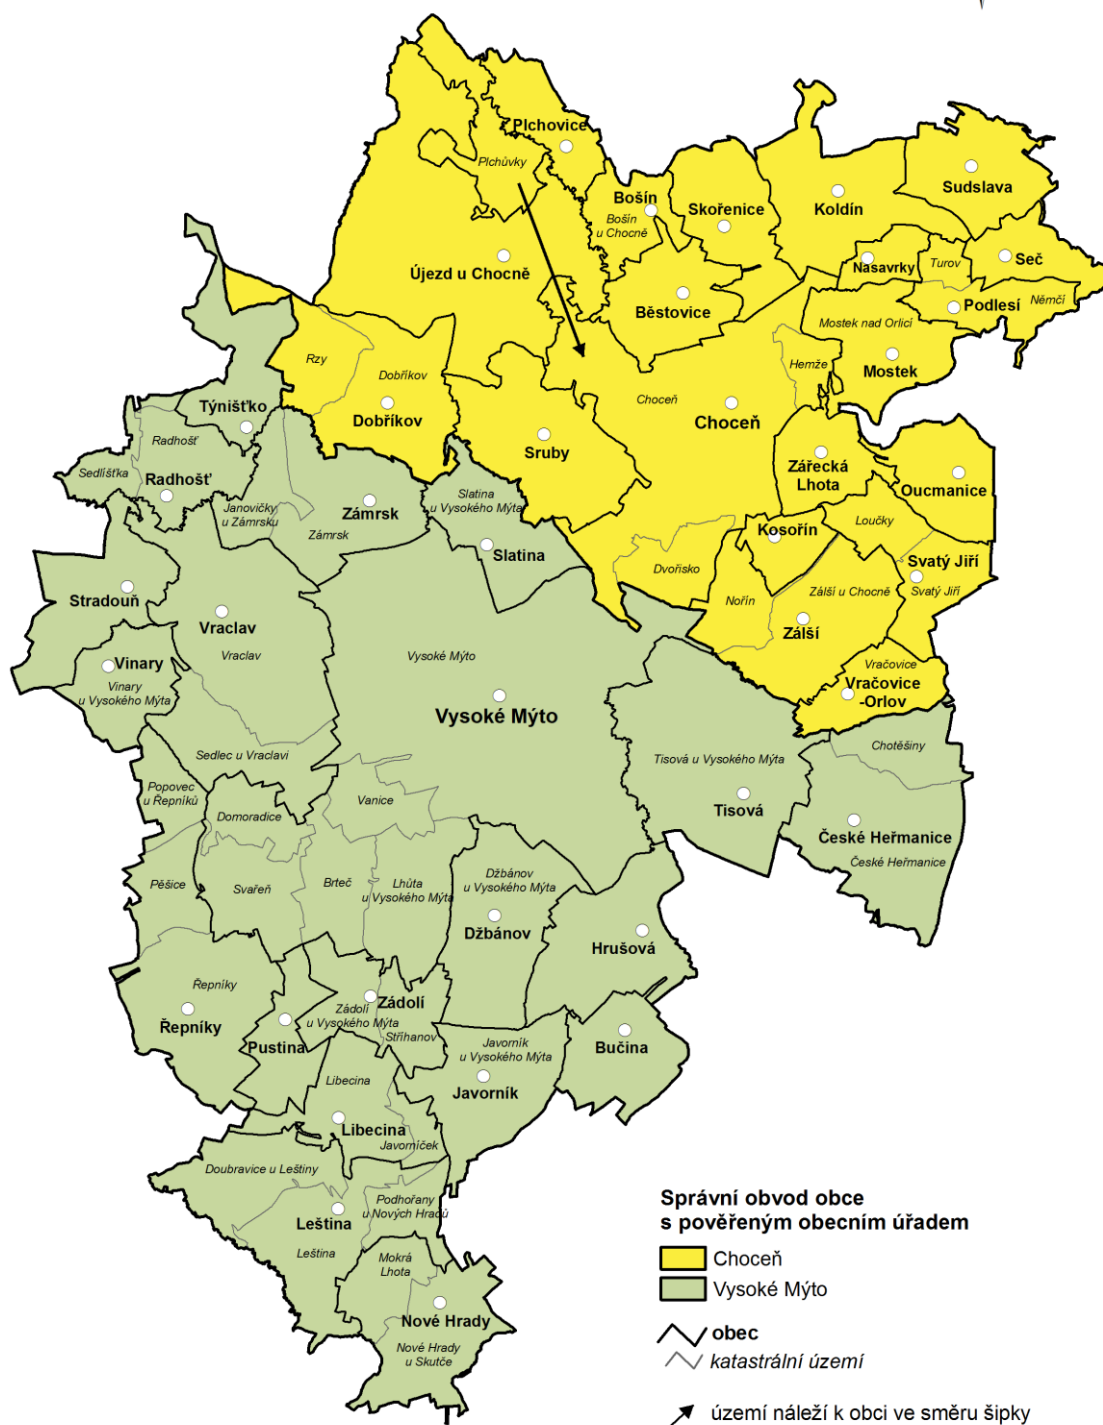 Plchovice
Plchůvky
Sudslava
Bošín
Bošín
u Chocně
Skořenice
Koldín
Újezd u Chocně
Nasavrky
Turov
Seč
Běstovice
Podlesí
Němčí
Mostek nad Orlicí
Rzy
Dobříkov
Hemže
Mostek
Týnišťko
Dobříkov
Choceň
Choceň
Radhošť
Sruby
Zářecká
Lhota
Sedlíšťka
Radhošť
Slatina
u Vysokého Mýta
Oucmanice
Janovičky
u Zámrsku
Zámrsk
Zámrsk
Kosořín
Loučky
Slatina
Dvořisko
Svatý Jiří
Stradouň
Nořín
Zálší u Chocně
Svatý Jiří
Vraclav
Zálší
Vraclav
Vysoké Mýto
Vinary
Vinary
u Vysokého Mýta
Vračovice
Vračovice
-Orlov
Vysoké Mýto
Sedlec u Vraclavi
Tisová u Vysokého Mýta
Chotěšiny
Popovec
u Řepníků
Vanice
Tisová
Domoradice
České Heřmanice
České Heřmanice
Pěšice
Svařeň
Brteč
Lhůta
u Vysokého Mýta
Džbánov
u Vysokého Mýta
Džbánov
Hrušová
Řepníky
Řepníky
Zádolí
Zádolí
u Vysokého Mýta
Stříhanov
Pustina
Javorník
u Vysokého Mýta
Bučina
Libecina
Javorník
Libecina
Javorníček
Doubravice u Leštiny
Podhořany
u Nových Hradů
Leština
Leština
Mokrá
Lhota
Nové Hrady
Nové Hrady
u Skutče
Správní obvod obce
s pověřeným obecním úřadem
Choceň
Vysoké Mýto
obec
katastrální území
území náleží k obci ve směru šipky